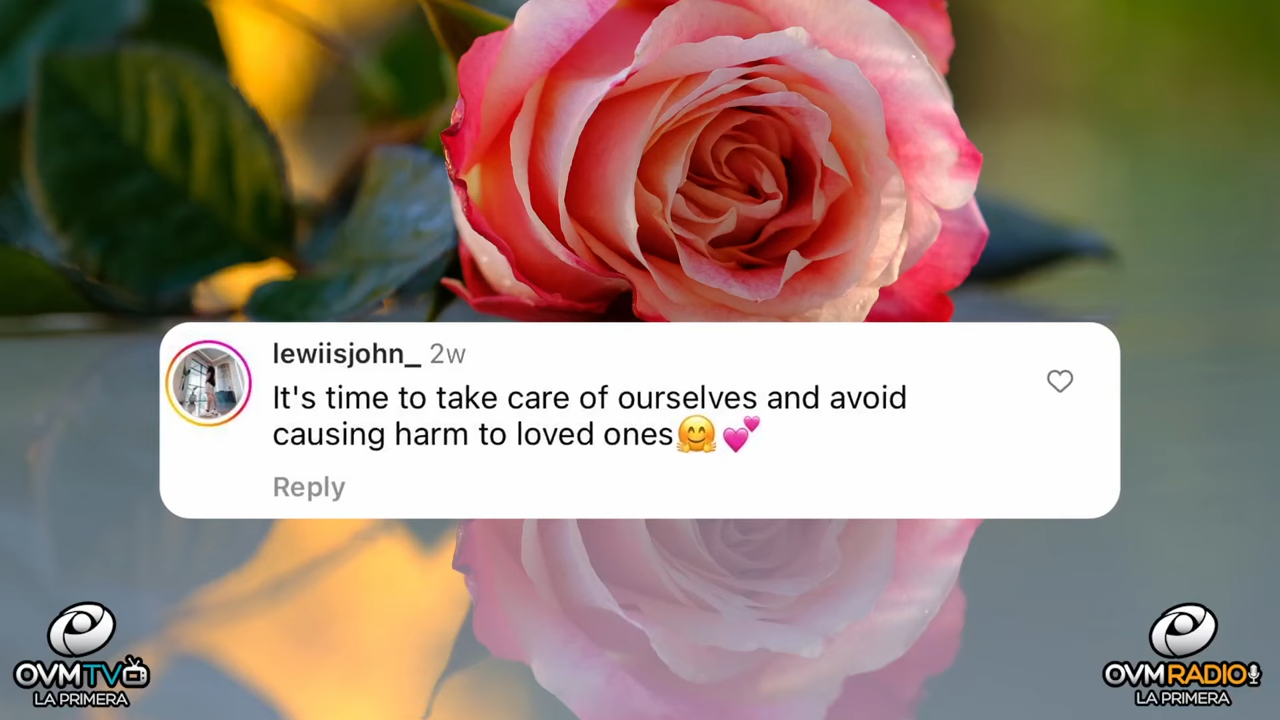 lewiisjohn_ 2w
It's time to take care of ourselves and avoid
causing harm to loved ones🤗💕
Reply
OVMTV
LA PRIMERA
OVMRADIO
LA PRIMERA